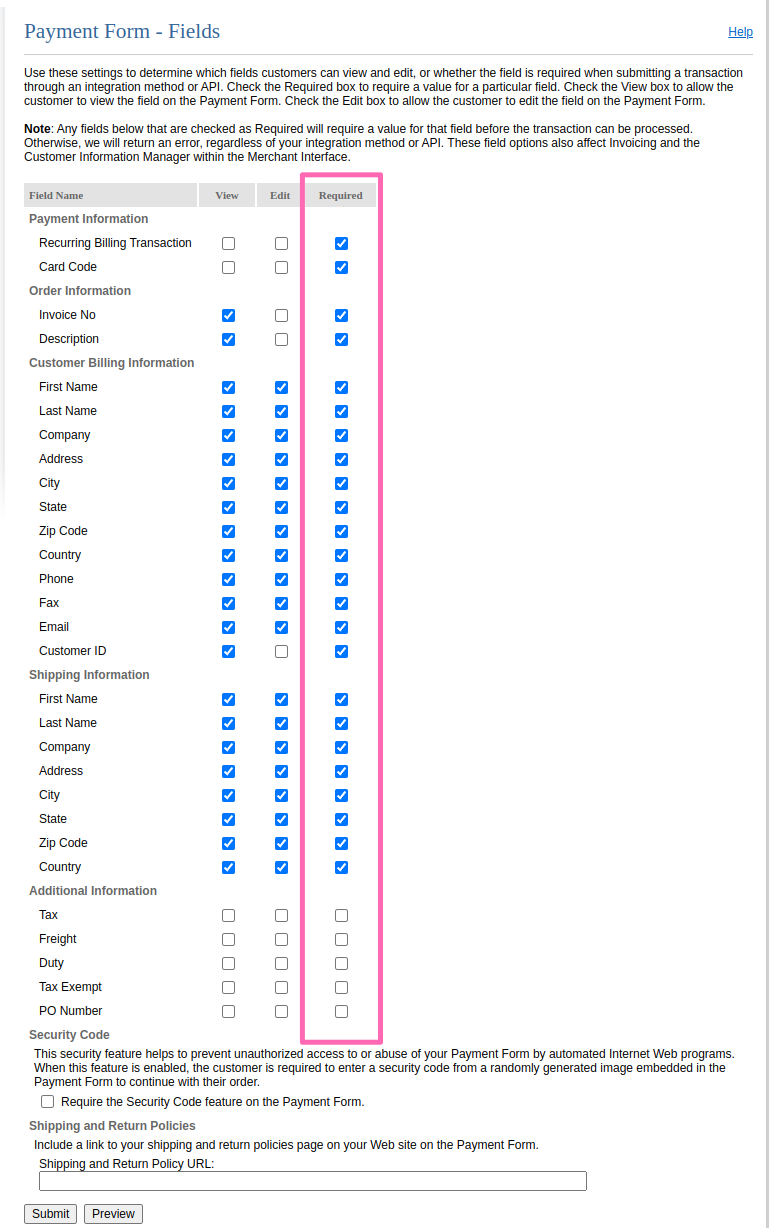 Payment Form - Fields
Help
Use these settings to determine which fields customers can view and edit, or whether the field is required when submitting a transaction
through an integration method or API. Check the Required box to require a value for a particular field. Check the View box to allow the
customer to view the field on the Payment Form. Check the Edit box to allow the customer to edit the field on the Payment Form.
Note: Any fields below that are checked as Required will require a value for that field before the transaction can be processed.
Otherwise, we will return an error, regardless of your integration method or API. These field options also affect Invoicing and the
Customer Information Manager within the Merchant Interface.
Field Name View Edit Required
Payment Information
Recurring Billing Transaction
Card Code
Order Information
Invoice No
Description
Customer Billing Information
First Name
Last Name
Company
Address
City
State
Zip Code
Country
Phone
Fax
Email
Customer ID
Shipping Information
First Name
Last Name
Company
Address
City
State
Zip Code
Country
Additional Information
Tax
Freight
Duty
Tax Exempt
PO Number
Security Code
This security feature helps to prevent unauthorized access to or abuse of your Payment Form by automated Internet Web programs.
When this feature is enabled, the customer is required to enter a security code from a randomly generated image embedded in the
Payment Form to continue with their order.
Require the Security Code feature on the Payment Form.
Shipping and Return Policies
Include a link to your shipping and return policies page on your Web site on the Payment Form.
Shipping and Return Policy URL:
Submit Preview